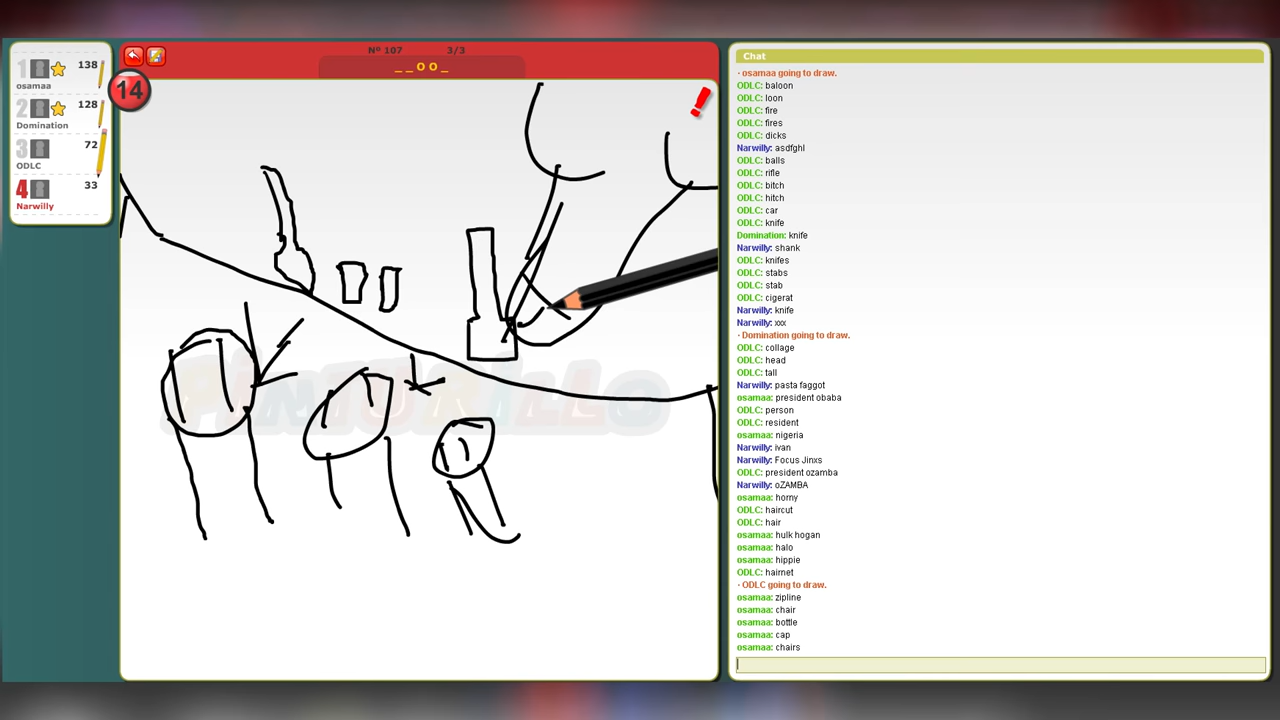 1 138
osamaa
2 128
Domination
3 72
ODLC
4 33
Narwilly
14
Nº 107 3/3
_ _ O O _
!
PINTURILLO
Chat
· osamaa going to draw.
ODLC: baloon
ODLC: loon
ODLC: fire
ODLC: fires
ODLC: dicks
Narwilly: asdfghl
ODLC: balls
ODLC: rifle
ODLC: bitch
ODLC: hitch
ODLC: car
ODLC: knife
Domination: knife
Narwilly: shank
ODLC: knifes
ODLC: stabs
ODLC: stab
ODLC: cigerat
Narwilly: knife
Narwilly: xxx
· Domination going to draw.
ODLC: collage
ODLC: head
ODLC: tall
Narwilly: pasta faggot
osamaa: president obaba
ODLC: person
ODLC: resident
osamaa: nigeria
Narwilly: ivan
Narwilly: Focus Jinxs
ODLC: president ozamba
Narwilly: oZAMBA
osamaa: horny
ODLC: haircut
ODLC: hair
osamaa: hulk hogan
osamaa: halo
osamaa: hippie
ODLC: hairnet
· ODLC going to draw.
osamaa: zipline
osamaa: chair
osamaa: bottle
osamaa: cap
osamaa: chairs